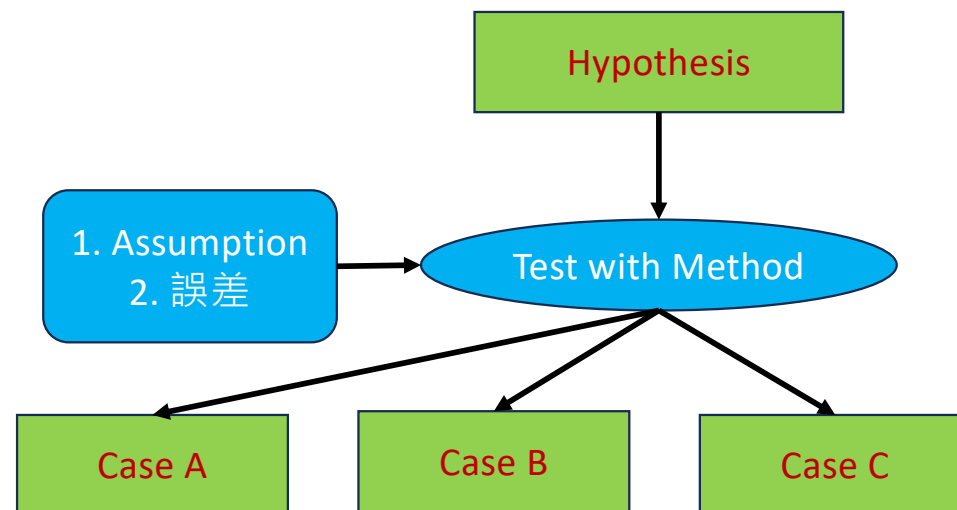 Hypothesis
1. Assumption
2. 誤差
Test with Method
Case A
Case B
Case C